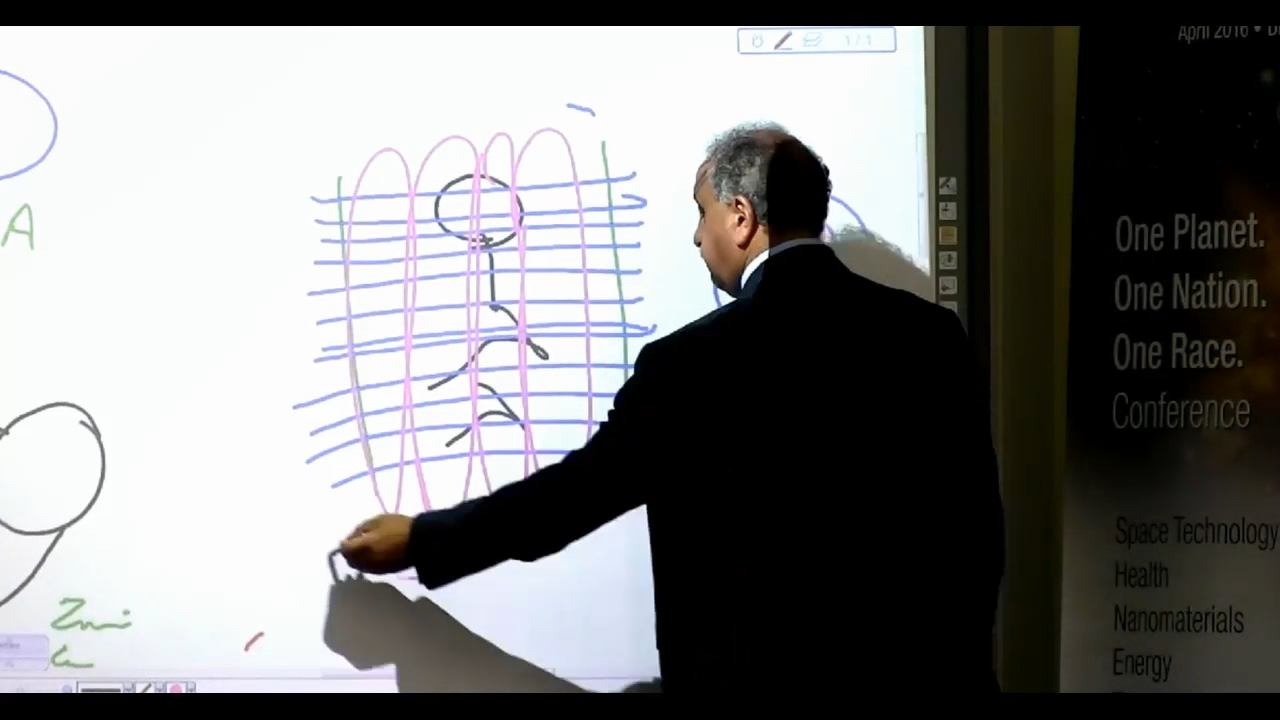 April 2016 •
1 / 1
A
One Planet.
One Nation.
One Race.
Conference
Space Technology
Health
Nanomaterials
Energy